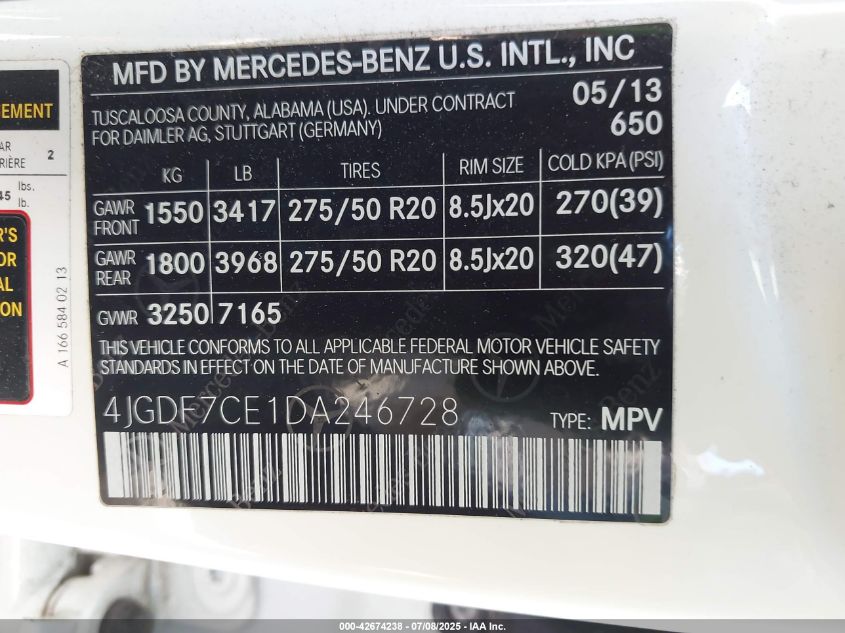 MFD BY MERCEDES-BENZ U.S. INTL., INC
TUSCALOOSA COUNTY, ALABAMA (USA). UNDER CONTRACT
FOR DAIMLER AG, STUTTGART (GERMANY)
05/13
650
KG LB TIRES RIM SIZE COLD KPA(PSI)
GAWR FRONT 1550 3417 275/50 R20 8.5Jx20 270(39)
GAWR REAR 1800 3968 275/50 R20 8.5Jx20 320(47)
GVWR 3250 7165
THIS VEHICLE CONFORMS TO ALL APPLICABLE FEDERAL MOTOR VEHICLE SAFETY
STANDARDS IN EFFECT ON THE DATE OF MANUFACTURE SHOWN ABOVE.
4JGDF7CE1DA246728 TYPE: MPV
2
lbs.
lb.
A 166 584 02 13
000-42674238 - 07/08/2025 - IAA Inc.